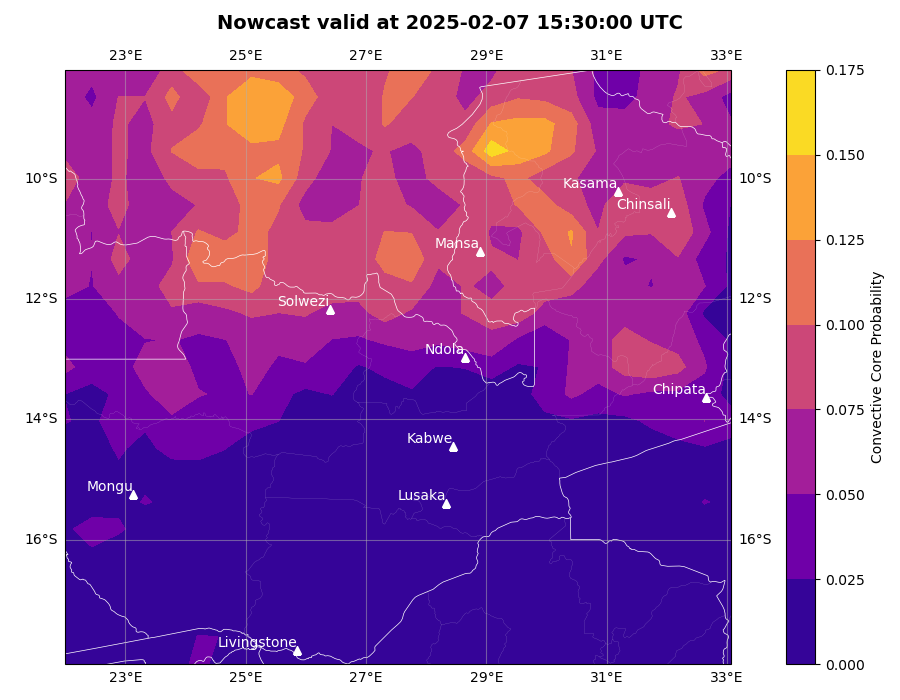 Nowcast valid at 2025-02-07 15:30:00 UTC
23°E 25°E 27°E 29°E 31°E 33°E
0.175
0.150
10°S 10°S
Kasama
Chinsali
0.125
Mansa
12°S 12°S
Solwezi
0.100
Ndola
Chipata
0.075
14°S 14°S
Kabwe
Mongu
Lusaka
0.050
16°S 16°S
0.025
Livingstone
0.000
23°E 25°E 27°E 29°E 31°E 33°E
Convective Core Probability